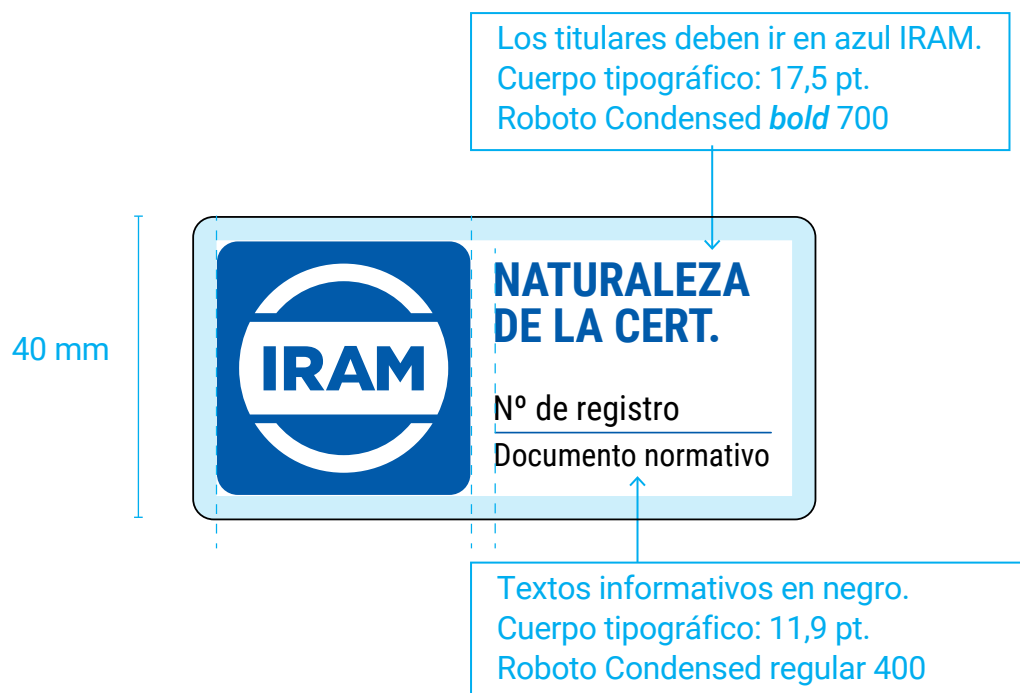 Los titulares deben ir en azul IRAM.
Cuerpo tipográfico: 17,5 pt.
Roboto Condensed bold 700
40 mm
IRAM
NATURALEZA
DE LA CERT.
Nº de registro
Documento normativo
Textos informativos en negro.
Cuerpo tipográfico: 11,9 pt.
Roboto Condensed regular 400